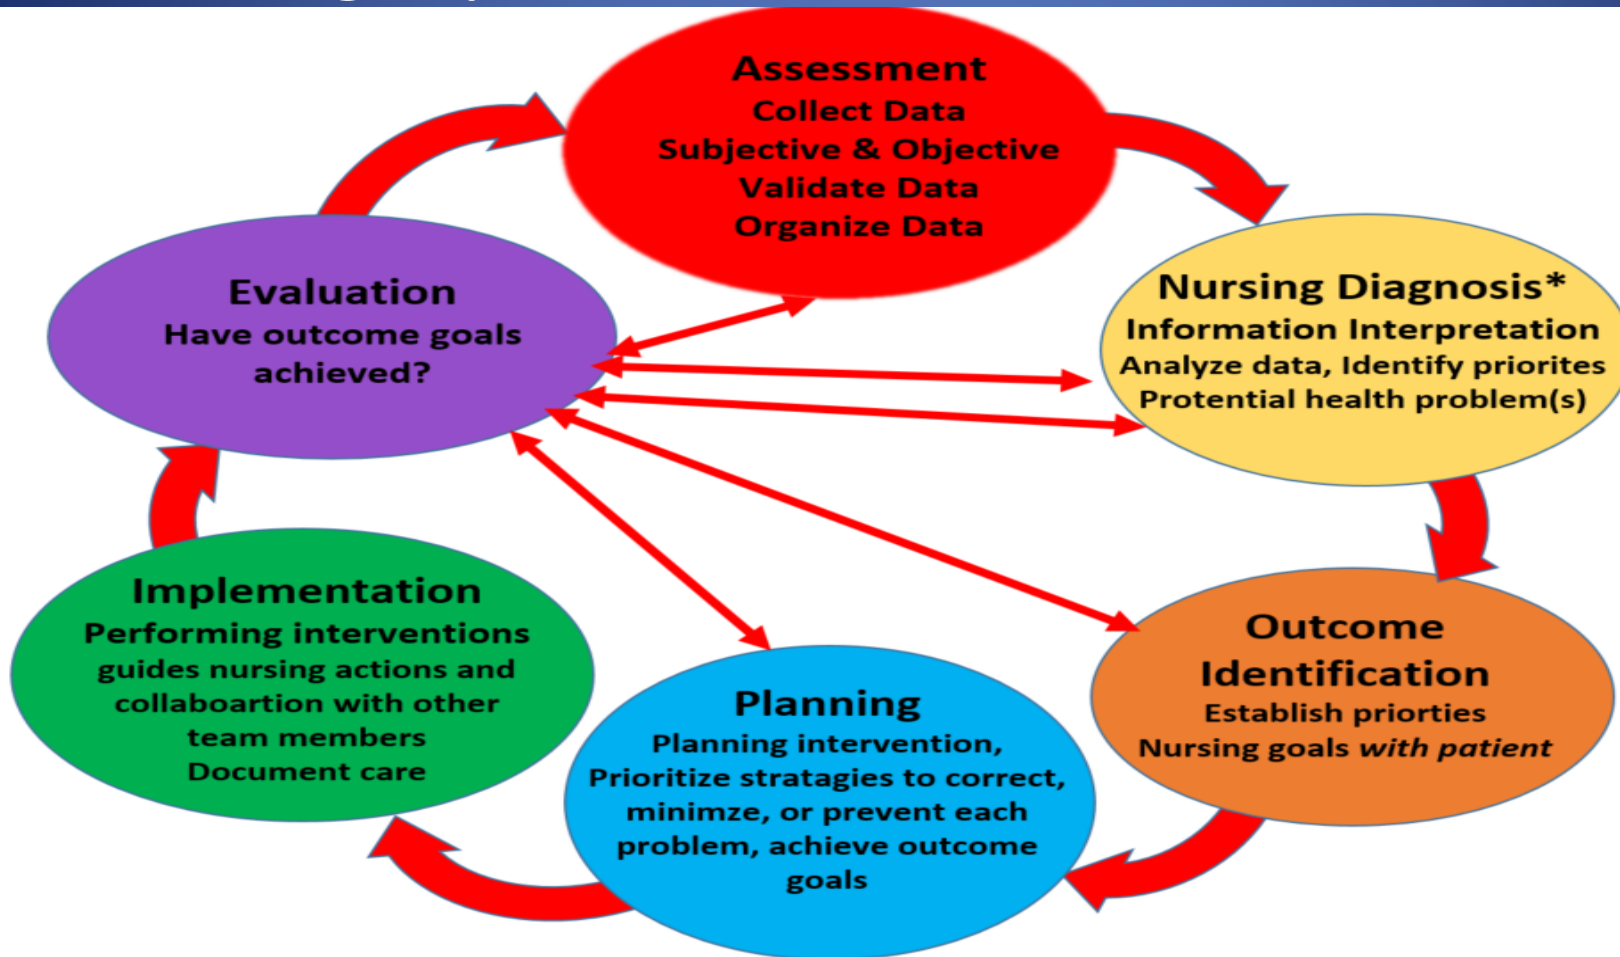 Assessment
Collect Data
Subjective & Objective
Validate Data
Organize Data
Nursing Diagnosis*
Information Interpretation
Analyze data, Identify priorites
Protential health problem(s)
Outcome
Identification
Establish priorties
Nursing goals with patient
Planning
Planning intervention,
Prioritize stratagies to correct,
minimze, or prevent each
problem, achieve outcome
goals
Implementation
Performing interventions
guides nursing actions and
collaboartion with other
team members
Document care
Evaluation
Have outcome goals
achieved?